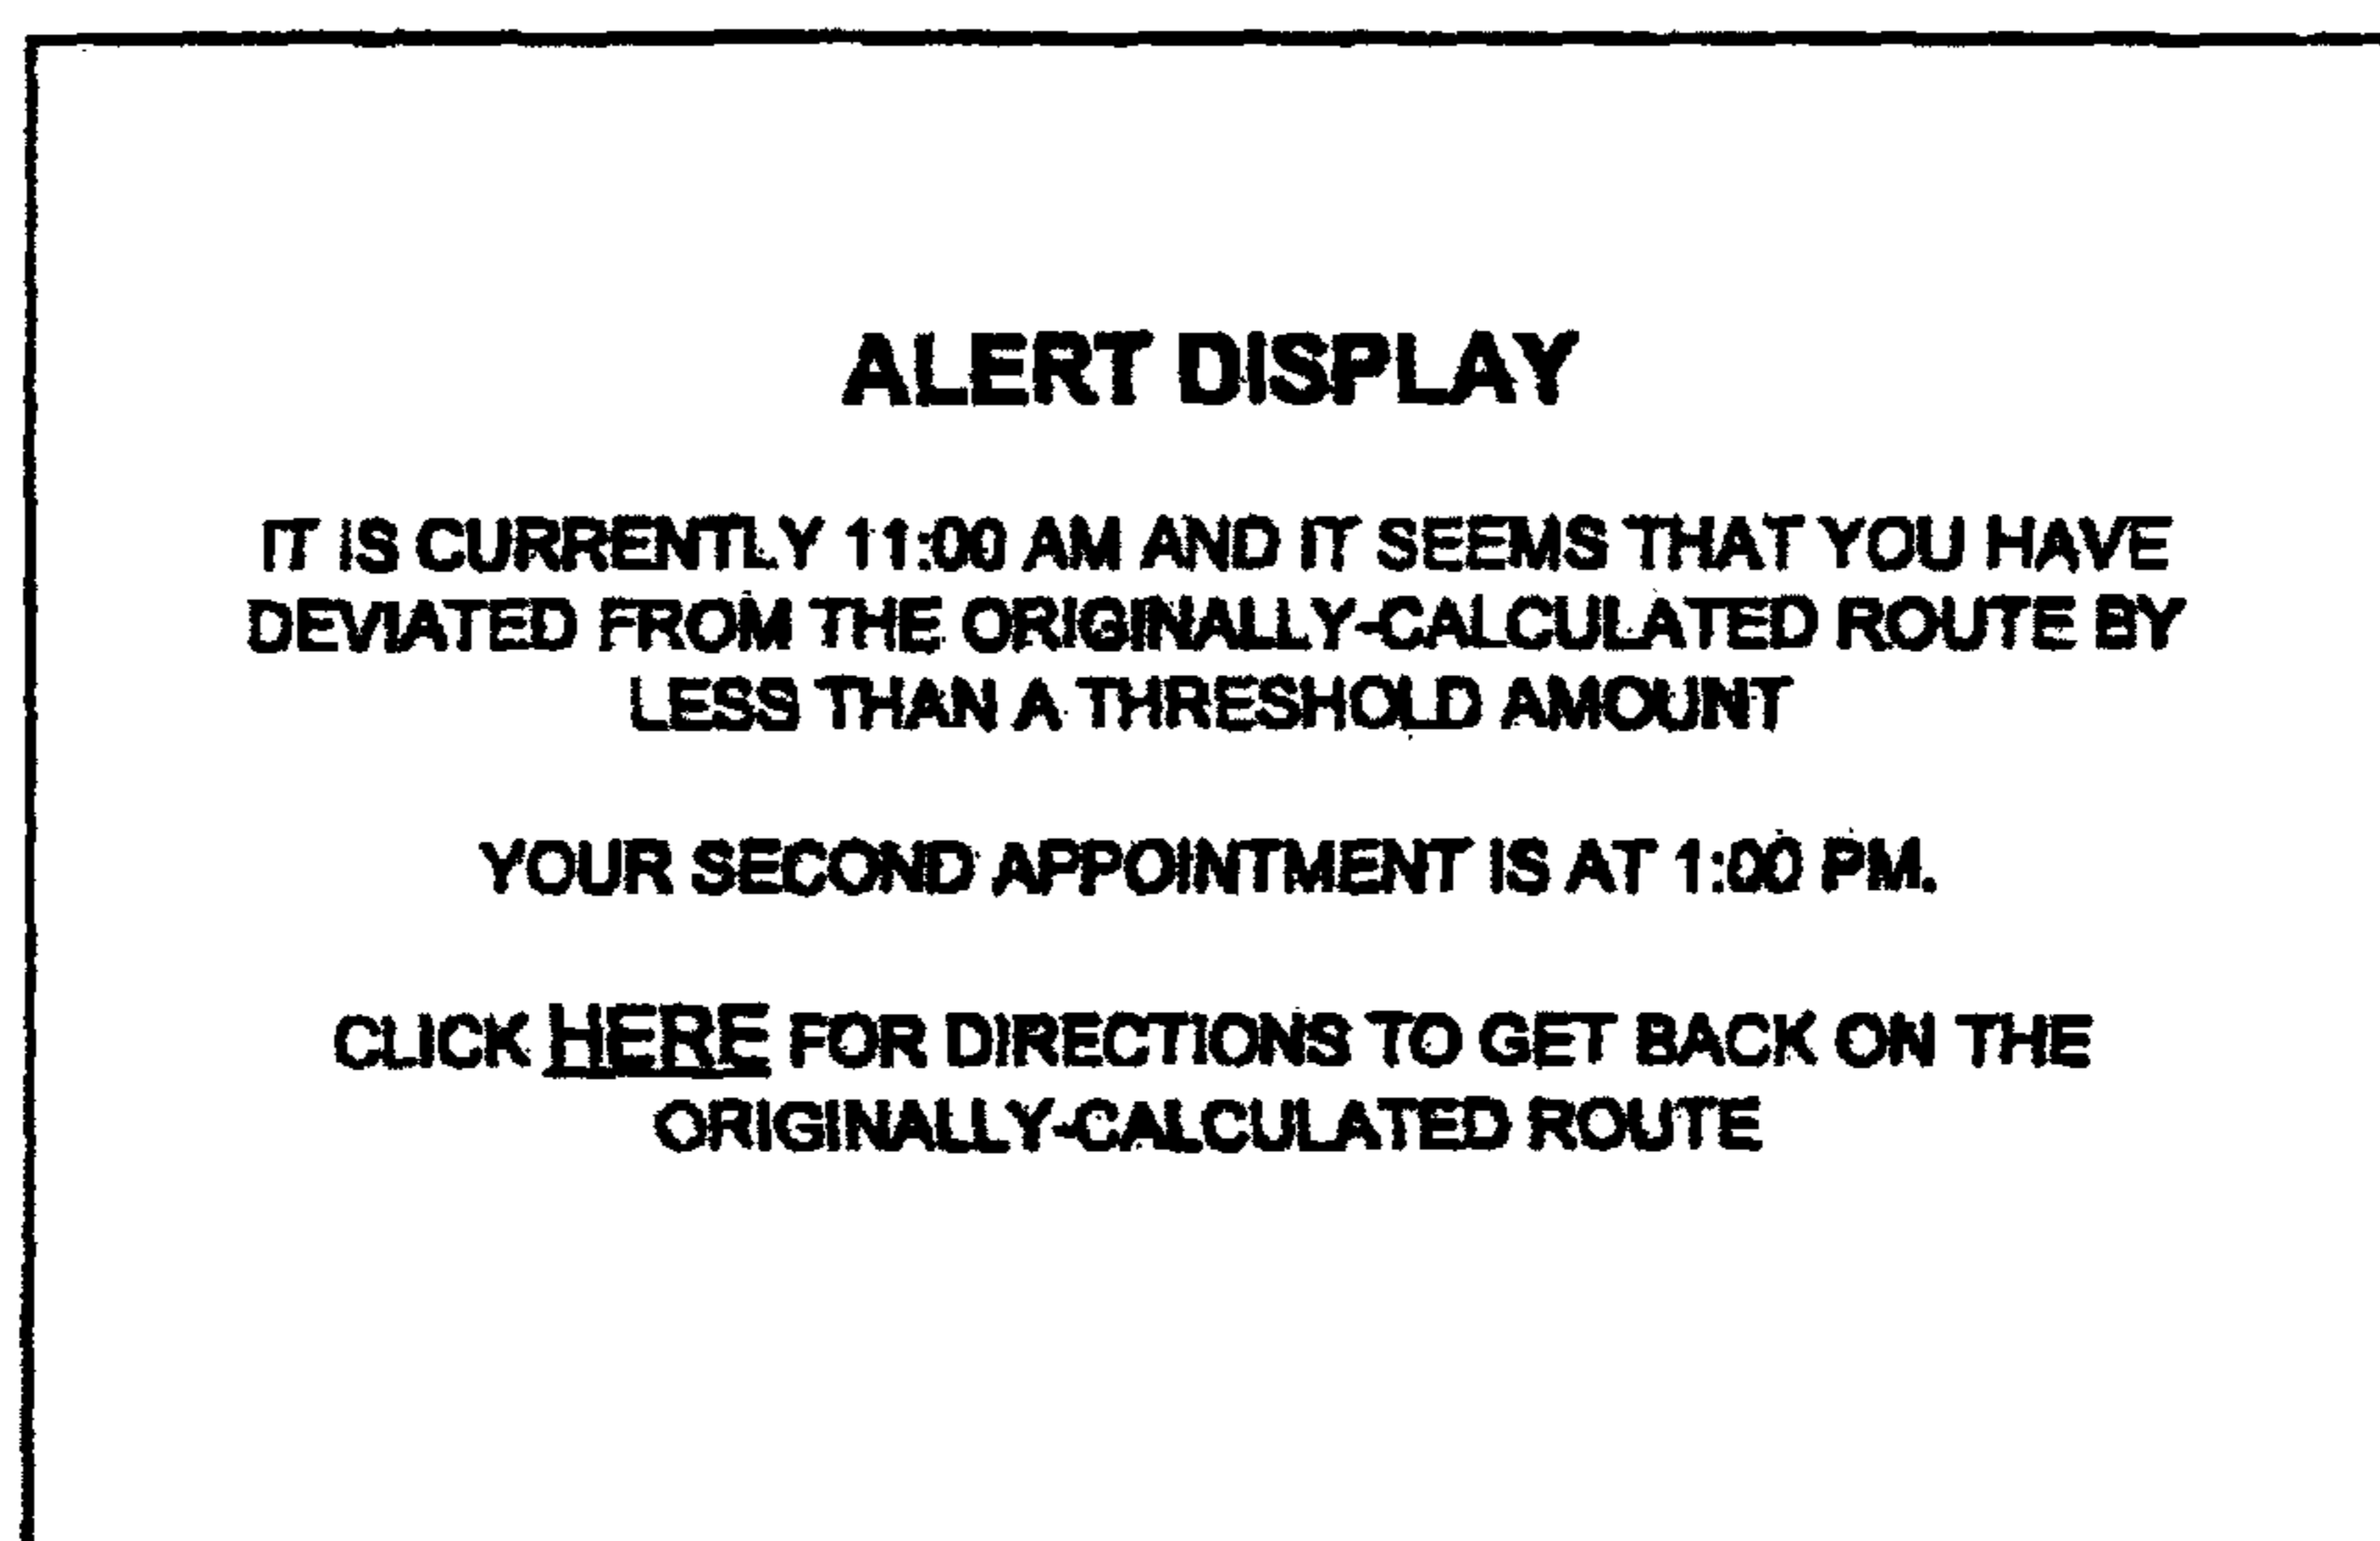 ALERT DISPLAY
IT IS CURRENTLY 11:00 AM AND IT SEEMS THAT YOU HAVE
DEVIATED FROM THE ORIGINALLY-CALCULATED ROUTE BY
LESS THAN A THRESHOLD AMOUNT
YOUR SECOND APPOINTMENT IS AT 1:00 PM.
CLICK HERE FOR DIRECTIONS TO GET BACK ON THE
ORIGINALLY-CALCULATED ROUTE